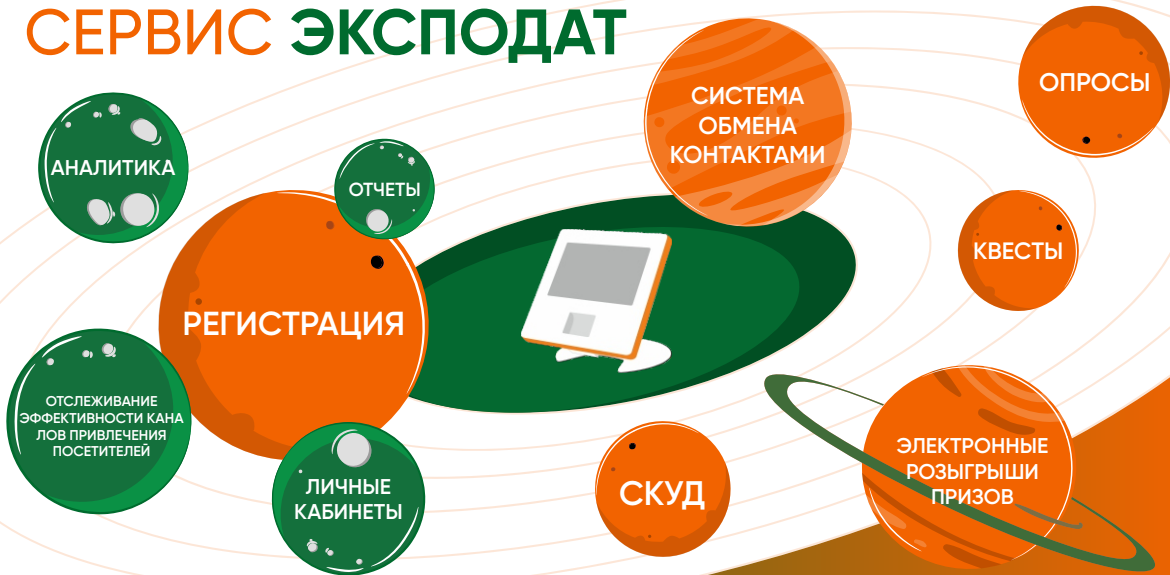 СЕРВИС ЭКСПОДАТ
АНАЛИТИКА
ОТЧЕТЫ
РЕГИСТРАЦИЯ
ОТСЛЕЖИВАНИЕ
ЭФФЕКТИВНОСТИ КАНА
ЛОВ ПРИВЛЕЧЕНИЯ
ПОСЕТИТЕЛЕЙ
ЛИЧНЫЕ
КАБИНЕТЫ
СИСТЕМА
ОБМЕНА
КОНТАКТАМИ
ОПРОСЫ
КВЕСТЫ
СКУД
ЭЛЕКТРОННЫЕ
РОЗЫГРЫШИ
ПРИЗОВ